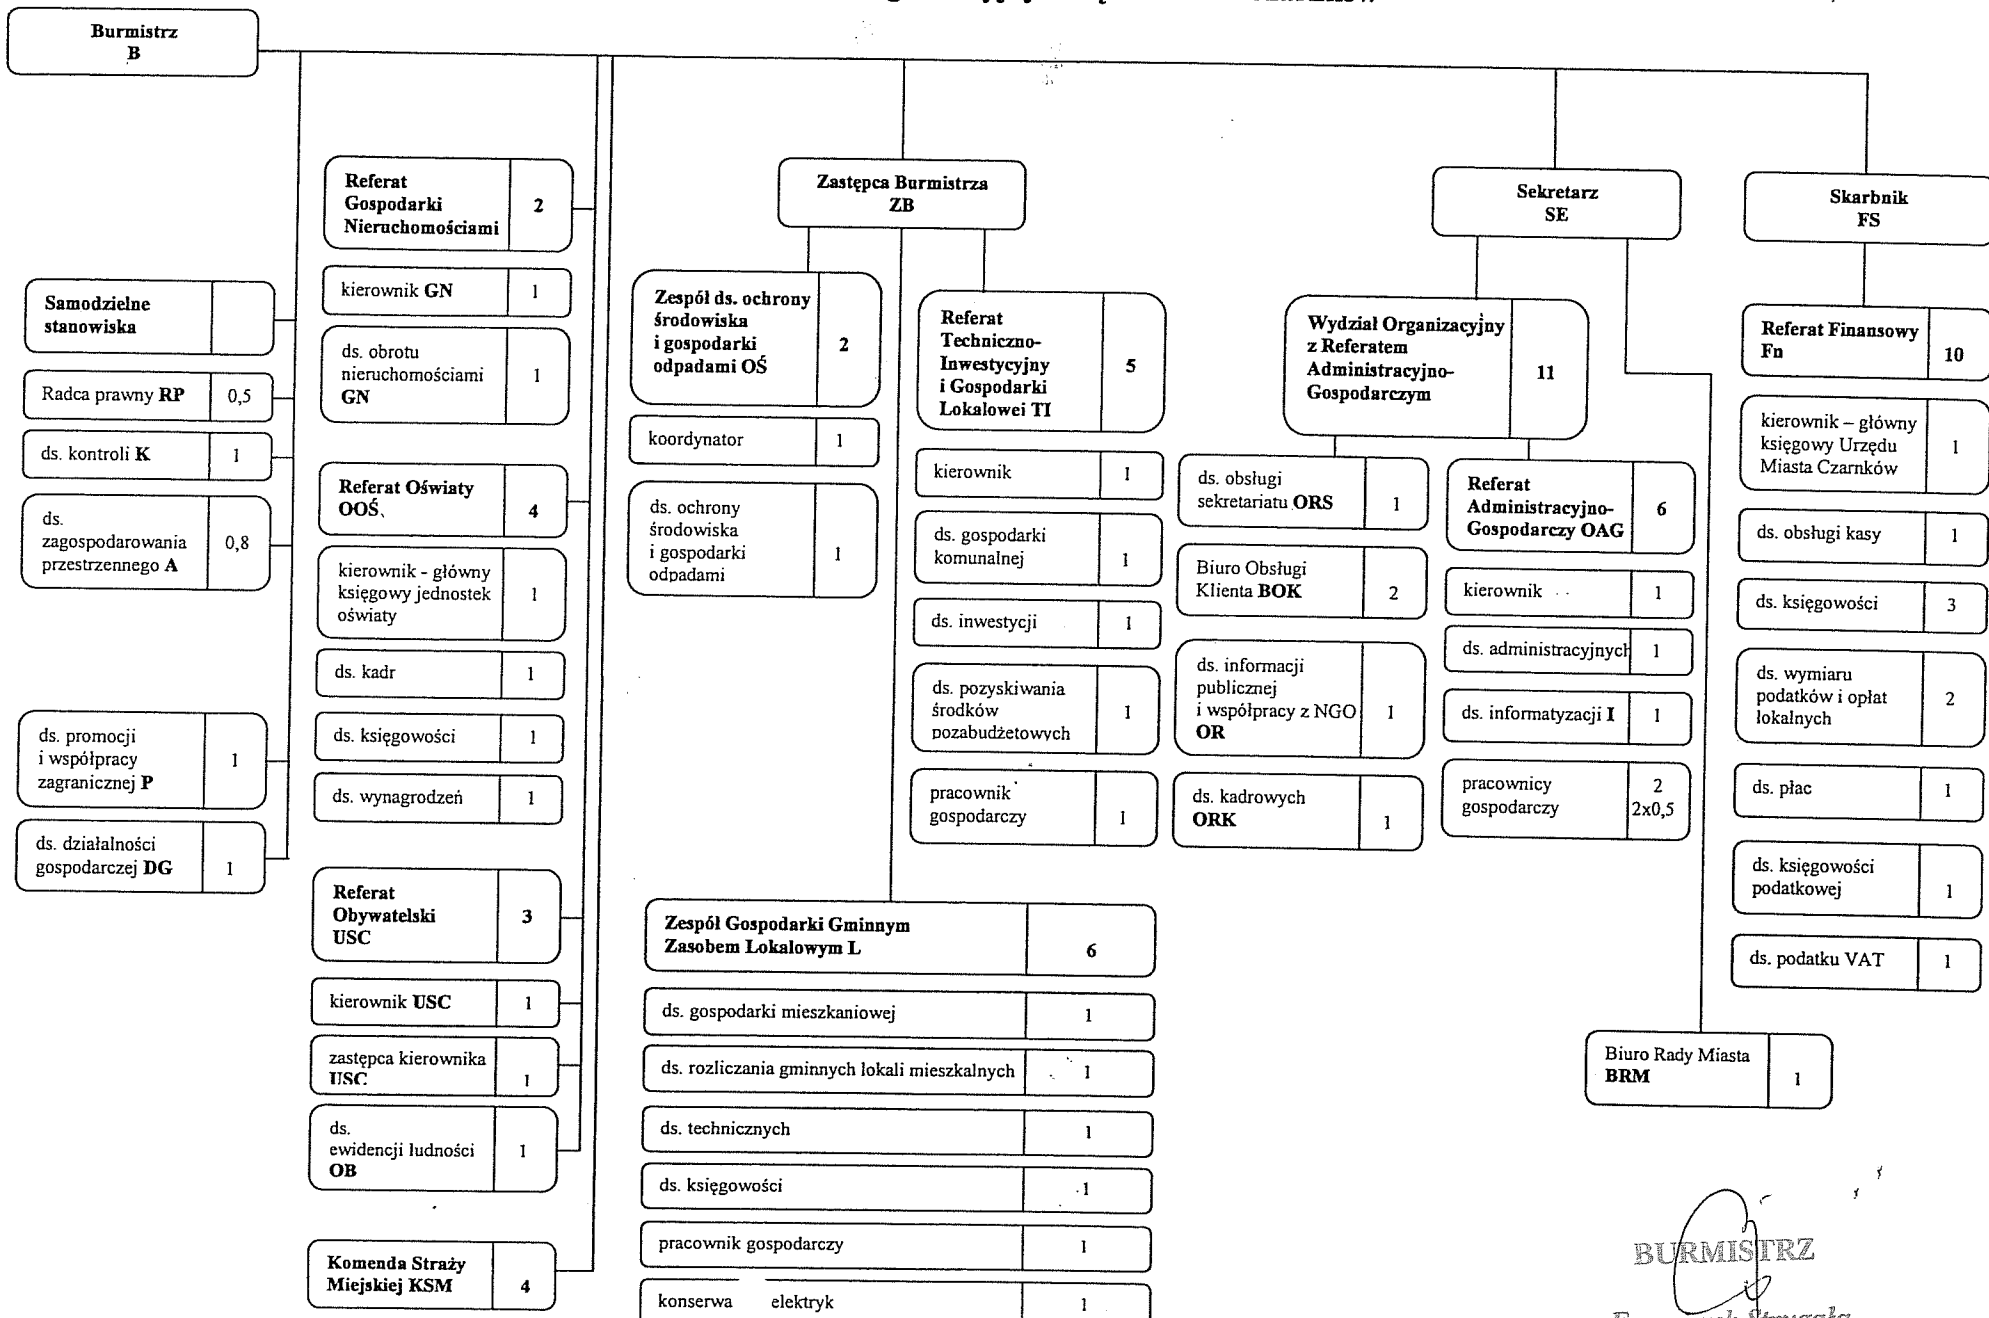 Burmistrz
B
Referat
Gospodarki
Nieruchomościami
2
kierownik GN
1
ds. obrotu
nieruchomościami
GN
1
Referat Oświaty
OOŚ
4
kierownik - główny
księgowy jednostek
oświaty
1
ds. kadr
1
ds. księgowości
1
ds. wynagrodzeń
1
Referat
Obywatelski
USC
3
kierownik USC
1
zastępca kierownika
USC
1
ds.
ewidencji ludności
OB
1
Komenda Straży
Miejskiej KSM
4
Samodzielne
stanowiska
Radca prawny RP
0,5
ds. kontroli K
1
ds.
zagospodarowania
przestrzennego A
0,8
ds. promocji
i współpracy
zagranicznej P
1
ds. działalności
gospodarczej DG
1
Zastępca Burmistrza
ZB
Zespół ds. ochrony
środowiska
i gospodarki
odpadami OŚ
2
koordynator
1
ds. ochrony
środowiska
i gospodarki
odpadami
1
Referat
Techniczno-
Inwestycyjny
i Gospodarki
Lokalowei TI
5
kierownik
1
ds. gospodarki
komunalnej
1
ds. inwestycji
1
ds. pozyskiwania
środków
pozabudżetowych
1
pracownik
gospodarczy
1
Zespół Gospodarki Gminnym
Zasobem Lokalowym L
6
ds. gospodarki mieszkaniowej
1
ds. rozliczania gminnych lokali mieszkalnych
1
ds. technicznych
1
ds. księgowości
1
pracownik gospodarczy
1
konserwa elektryk
1
Sekretarz
SE
Wydział Organizacyjny
z Referatem
Administracyjno-
Gospodarczym
11
ds. obsługi
sekretariatu ORS
1
Biuro Obsługi
Klienta BOK
2
ds. informacji
publicznej
i współpracy z NGO
OR
1
ds. kadrowych
ORK
1
Referat
Administracyjno-
Gospodarczy OAG
6
kierownik
1
ds. administracyjnych
1
ds. informatyzacji I
1
pracownicy
gospodarczy
2
2x0,5
Biuro Rady Miasta
BRM
1
Skarbnik
FS
Referat Finansowy
Fn
10
kierownik – główny
księgowy Urzędu
Miasta Czarnków
1
ds. obsługi kasy
1
ds. księgowości
3
ds. wymiaru
podatków i opłat
lokalnych
2
ds. płac
1
ds. księgowości
podatkowej
1
ds. podatku VAT
1
BURMISTRZ